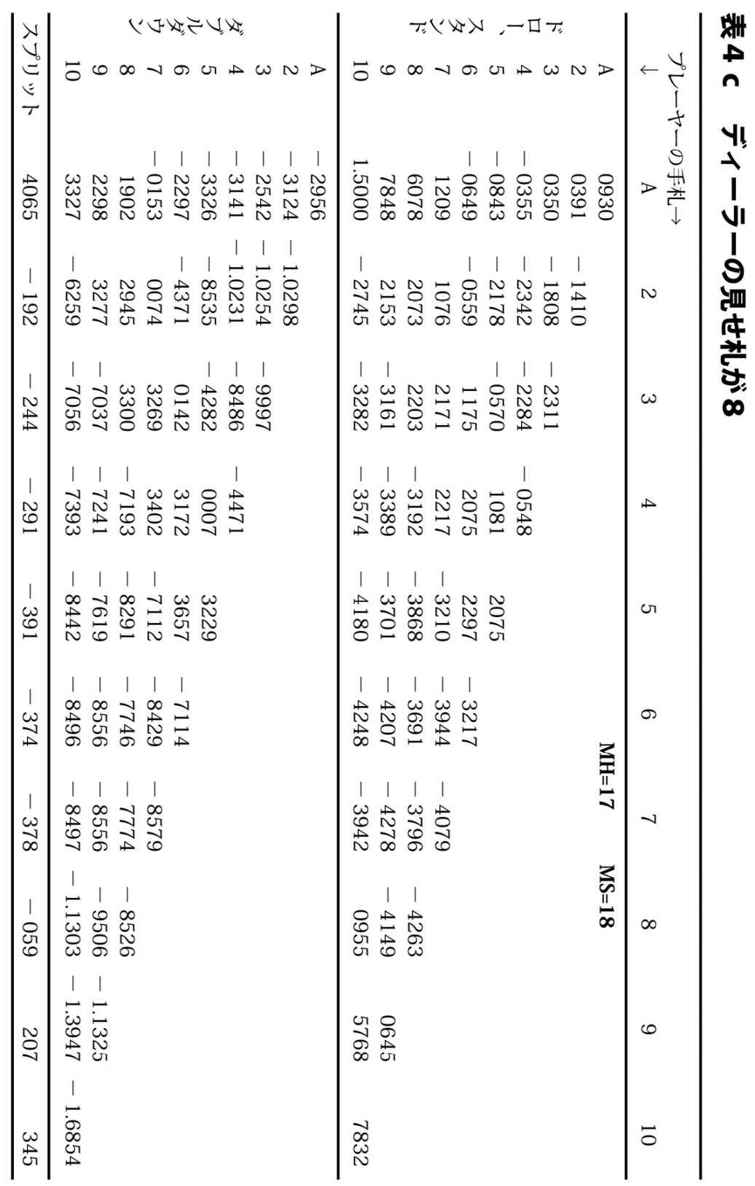 表4c ディーラーの見せ札が8
プレーヤーの手札→
↓ A 2 3 4 5 6 7 8 9 10
MH=17 MS=18
ドロー、スタンド
A 0930
2 0391 −1410
3 0350 −1808 −2311
4 −0355 −2342 −2284 −0548
5 −0843 −2178 −0570 1081 2075
6 −0649 −0559 1175 2075 2297 −3217
7 1209 1076 2171 2217 −3210 −3944 −4079
8 6078 2073 2203 −3192 −3868 −3691 −3796 −4263
9 7848 2153 −3161 −3389 −3701 −4207 −4278 −4149 0645
10 1.5000 −2745 −3282 −3574 −4180 −4248 −3942 0955 5768 7832
ダブルダウン
A −2956
2 −3124 −1.0298
3 −2542 −1.0254 −9997
4 −3141 −1.0231 −8486 −4471
5 −3326 −8535 −4282 0007 3229
6 −2297 −4371 0142 3172 3657 −7114
7 −0153 0074 3269 3402 −7112 −8429 −8579
8 1902 2945 3300 −7193 −8291 −7746 −7774 −8526
9 2298 3277 −7037 −7241 −7619 −8556 −8556 −9506 −1.1325
10 3327 −6259 −7056 −7393 −8442 −8496 −8497 −1.1303 −1.3947 −1.6854
スプリット 4065 −192 −244 −291 −391 −374 −378 −059 207 345